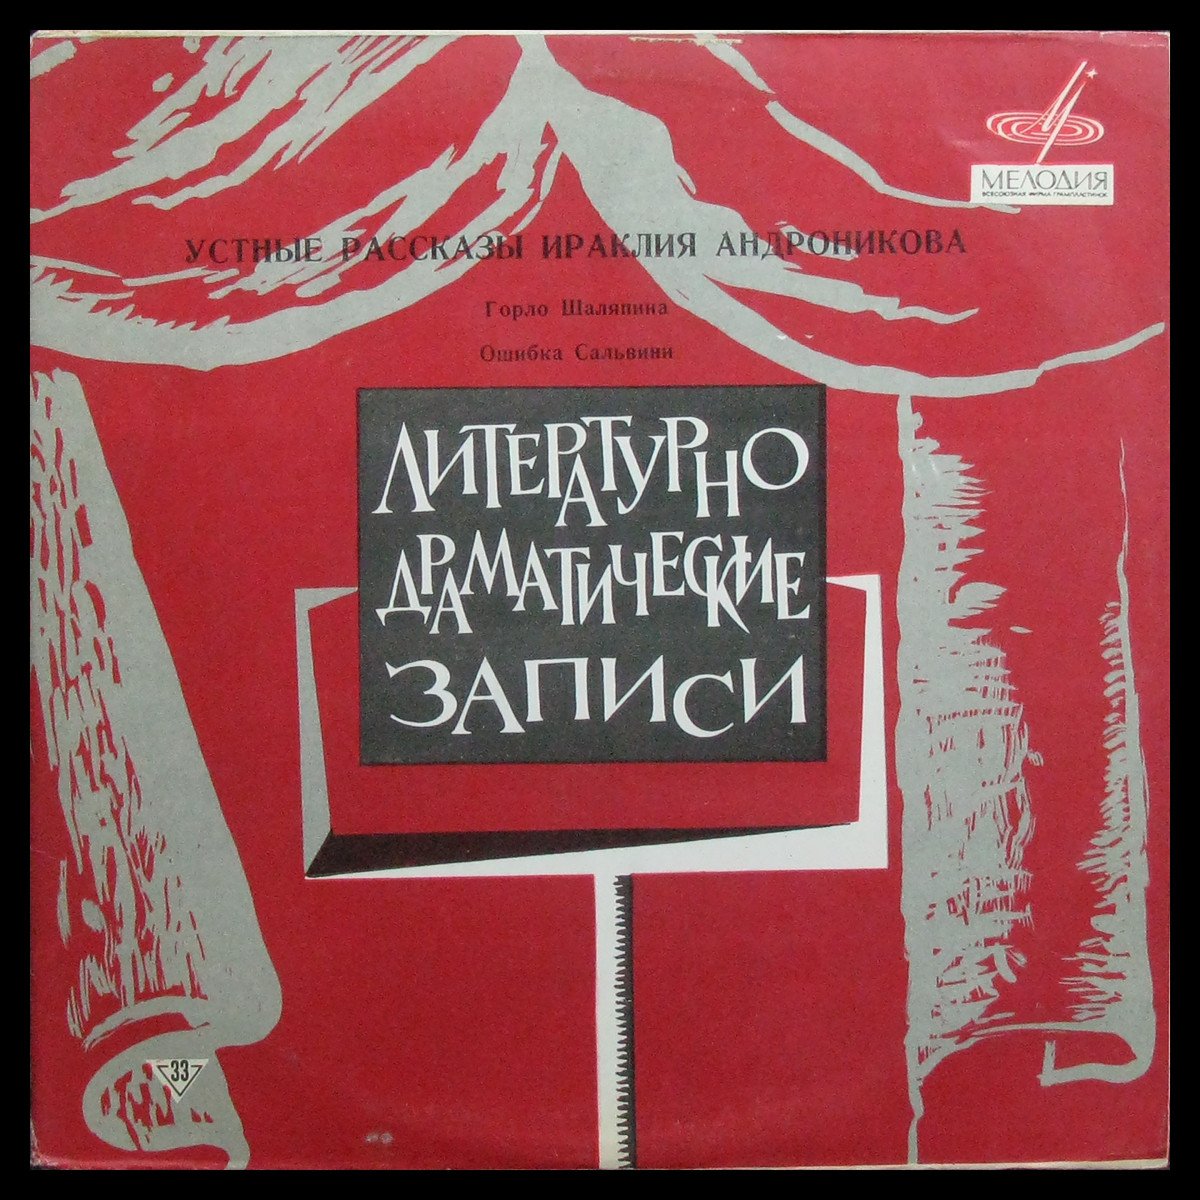 МЕЛОДИЯ
ВСЕСОЮЗНАЯ ФИРМА ГРАМПЛАСТИНОК
УСТНЫЕ РАССКАЗЫ ИРАКЛИЯ АНДРОНИКОВА
Горло Шаляпина
Ошибка Сальвини
ЛИТЕРАТУРНО
ДРАМАТИЧЕСКИЕ
ЗАПИСИ
33